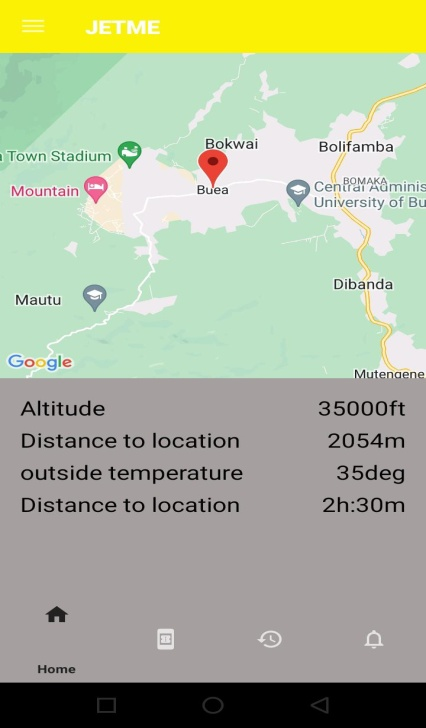 JETME
Bokwai
Bolifamba
a Town Stadium
Mountain
Buea
BOMAKA
Central Adminis
University of Bu
Mautu
Dibanda
Google
Mutengene
Altitude 35000ft
Distance to location 2054m
outside temperature 35deg
Distance to location 2h:30m
Home